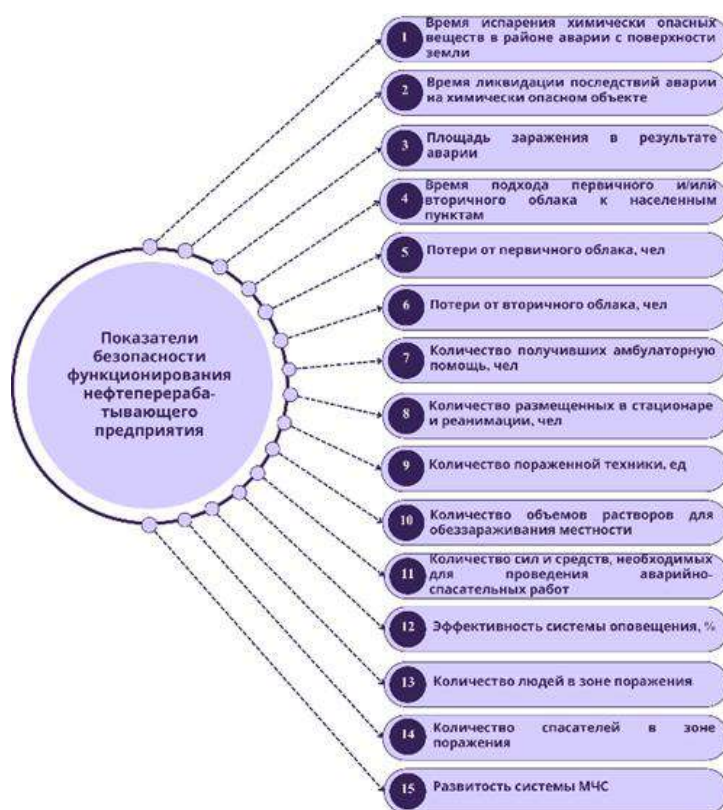 Показатели
безопасности
функционирования
нефтеперераба-
тывающего
предприятия
1
Время испарения химически опасных
веществ в районе аварии с поверхности
земли
2
Время ликвидации последствий аварии
на химически опасном объекте
3
Площадь заражения в результате
аварии
4
Время подхода первичного и/или
вторичного облака к населенным
пунктам
5
Потери от первичного облака, чел
6
Потери от вторичного облака, чел
7
Количество получивших амбулаторную
помощь, чел
8
Количество размещенных в стационаре
и реанимации, чел
9
Количество пораженной техники, ед
10
Количество объемов растворов для
обеззараживания местности
11
Количество сил и средств, необходимых
для проведения аварийно-
спасательных работ
12
Эффективность системы оповещения, %
13
Количество людей в зоне поражения
14
Количество спасателей в зоне
поражения
15
Развитость системы МЧС